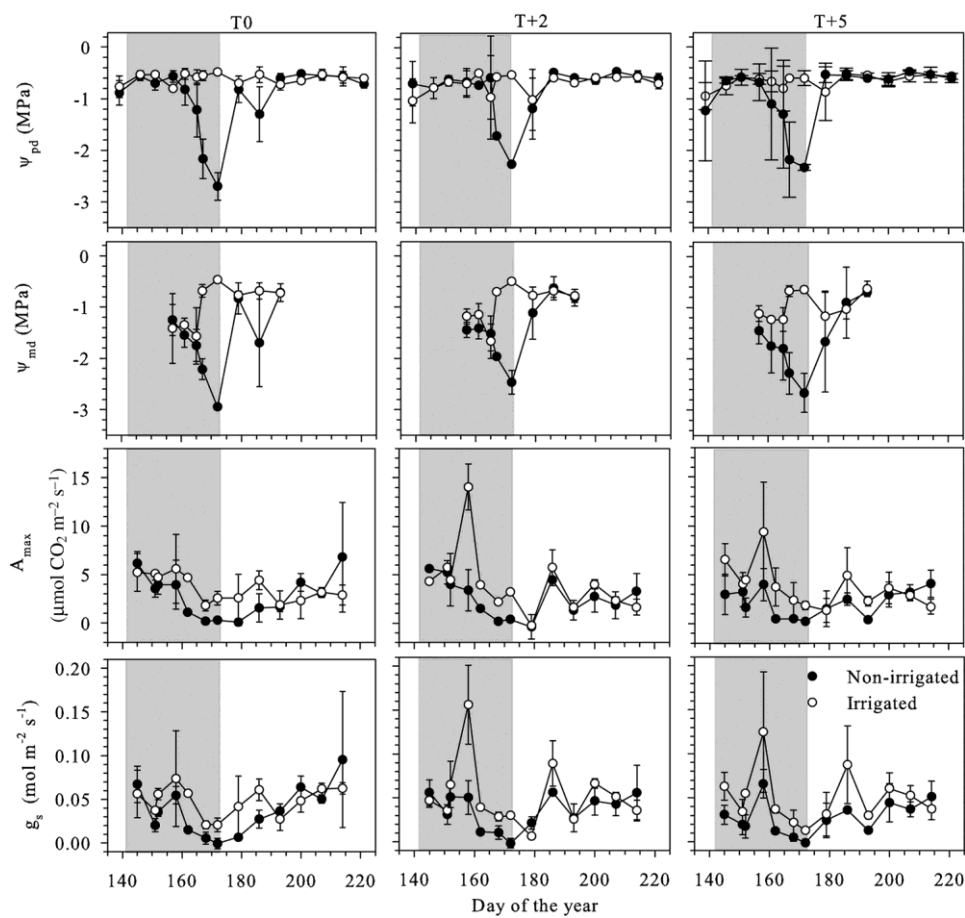 T0 T+2 T+5
0
-1
-2
-3
ψpd (MPa)
0
-1
-2
-3
ψmd (MPa)
15
10
5
0
Amax
(μmol CO2 m−2 s−1)
0.20
0.15
0.10
0.05
0.00
gs (mol m-2 s-1)
Non-irrigated
Irrigated
140 160 180 200 220 140 160 180 200 220 140 160 180 200 220
Day of the year